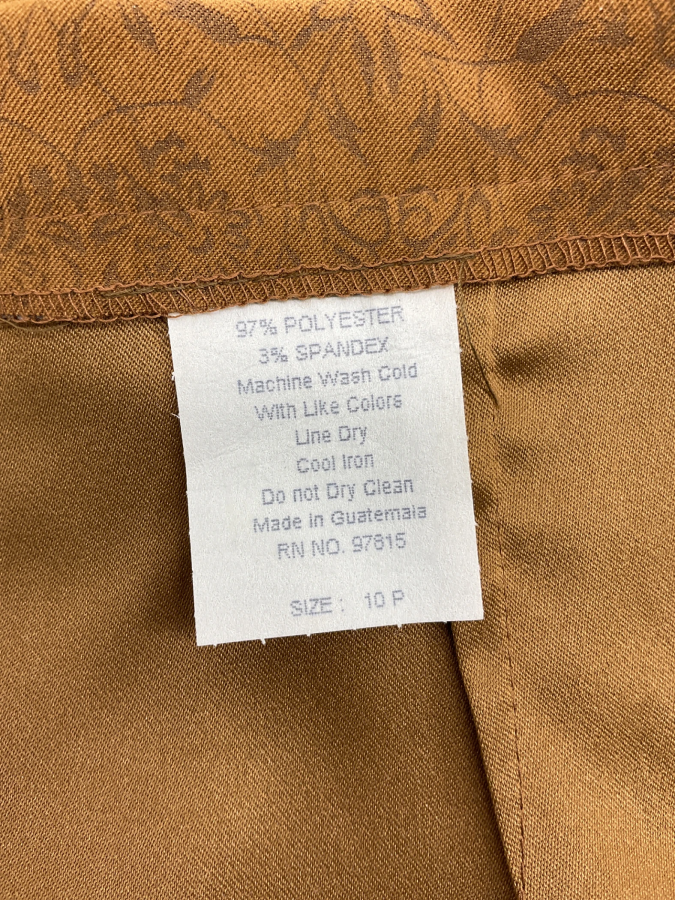 97% POLYESTER
3% SPANDEX
Machine Wash Cold
With Like Colors
Line Dry
Cool Iron
Do not Dry Clean
Made In Guatemala
RN NO. 97815
SIZE : 10 P